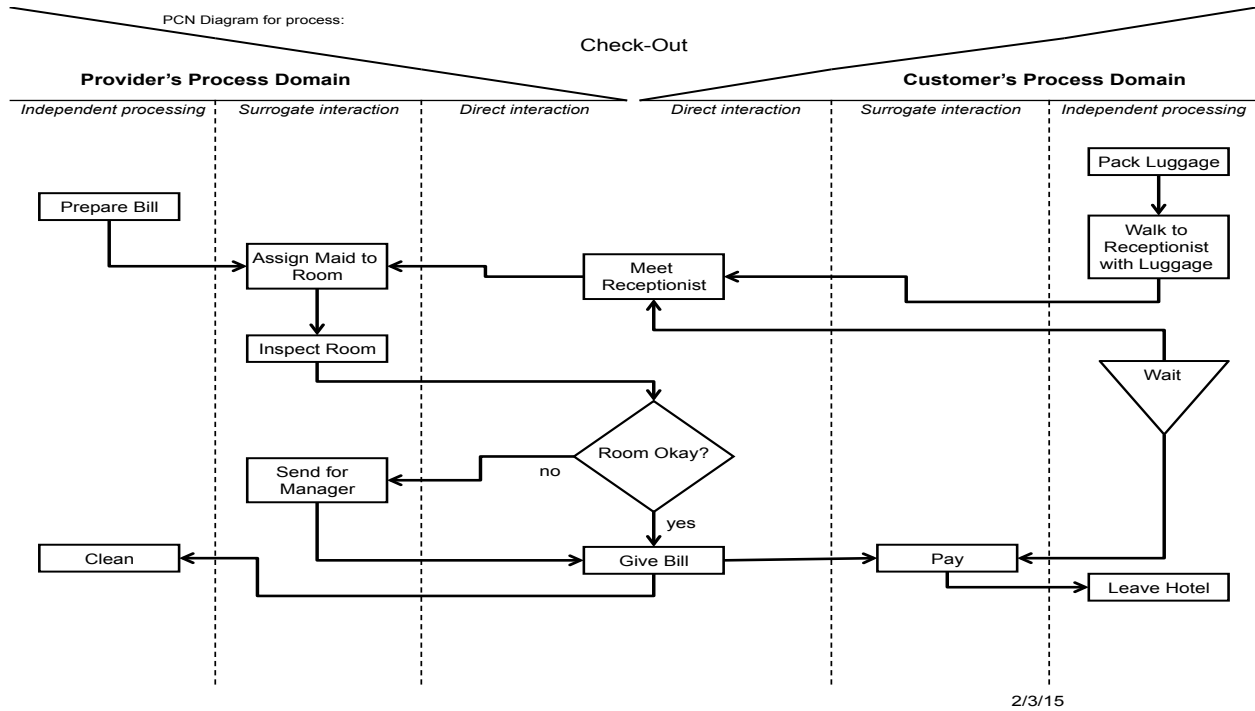 PCN Diagram for process:
Check-Out
Provider’s Process Domain
Customer’s Process Domain
Independent processing
Surrogate interaction
Direct interaction
Direct interaction
Surrogate interaction
Independent processing
Pack Luggage
Prepare Bill
Walk to
Receptionist
with Luggage
Assign Maid to
Room
Meet
Receptionist
Inspect Room
Wait
Room Okay?
no
Send for
Manager
yes
Clean
Give Bill
Pay
Leave Hotel
2/3/15